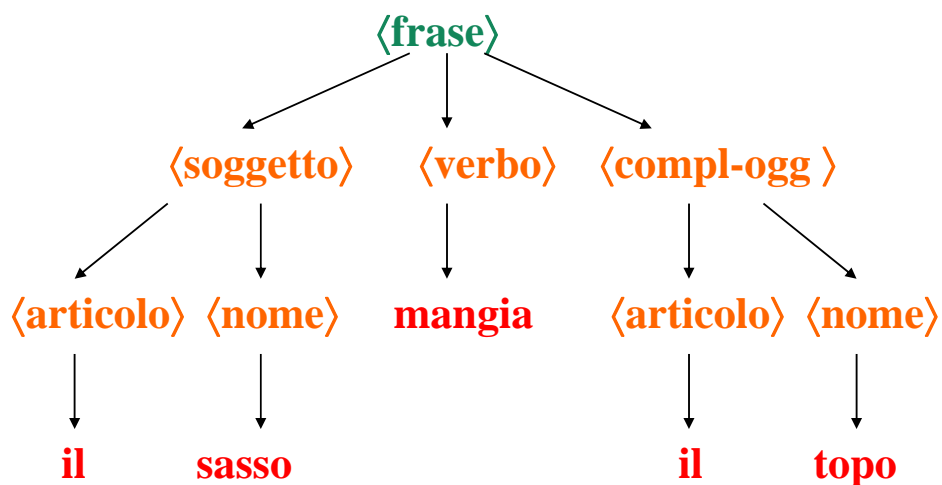 ⟨frase⟩
⟨soggetto⟩ ⟨verbo⟩ ⟨compl-ogg ⟩
⟨articolo⟩ ⟨nome⟩ mangia ⟨articolo⟩ ⟨nome⟩
il sasso il topo